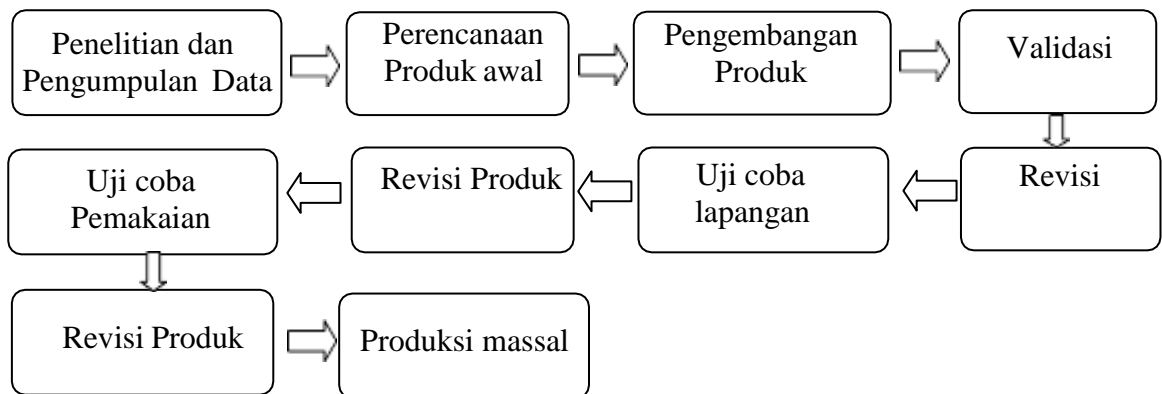 Penelitian dan
Pengumpulan Data
Perencanaan
Produk awal
Pengembangan
Produk
Validasi
Revisi
Uji coba
lapangan
Revisi Produk
Uji coba
Pemakaian
Revisi Produk
Produksi massal